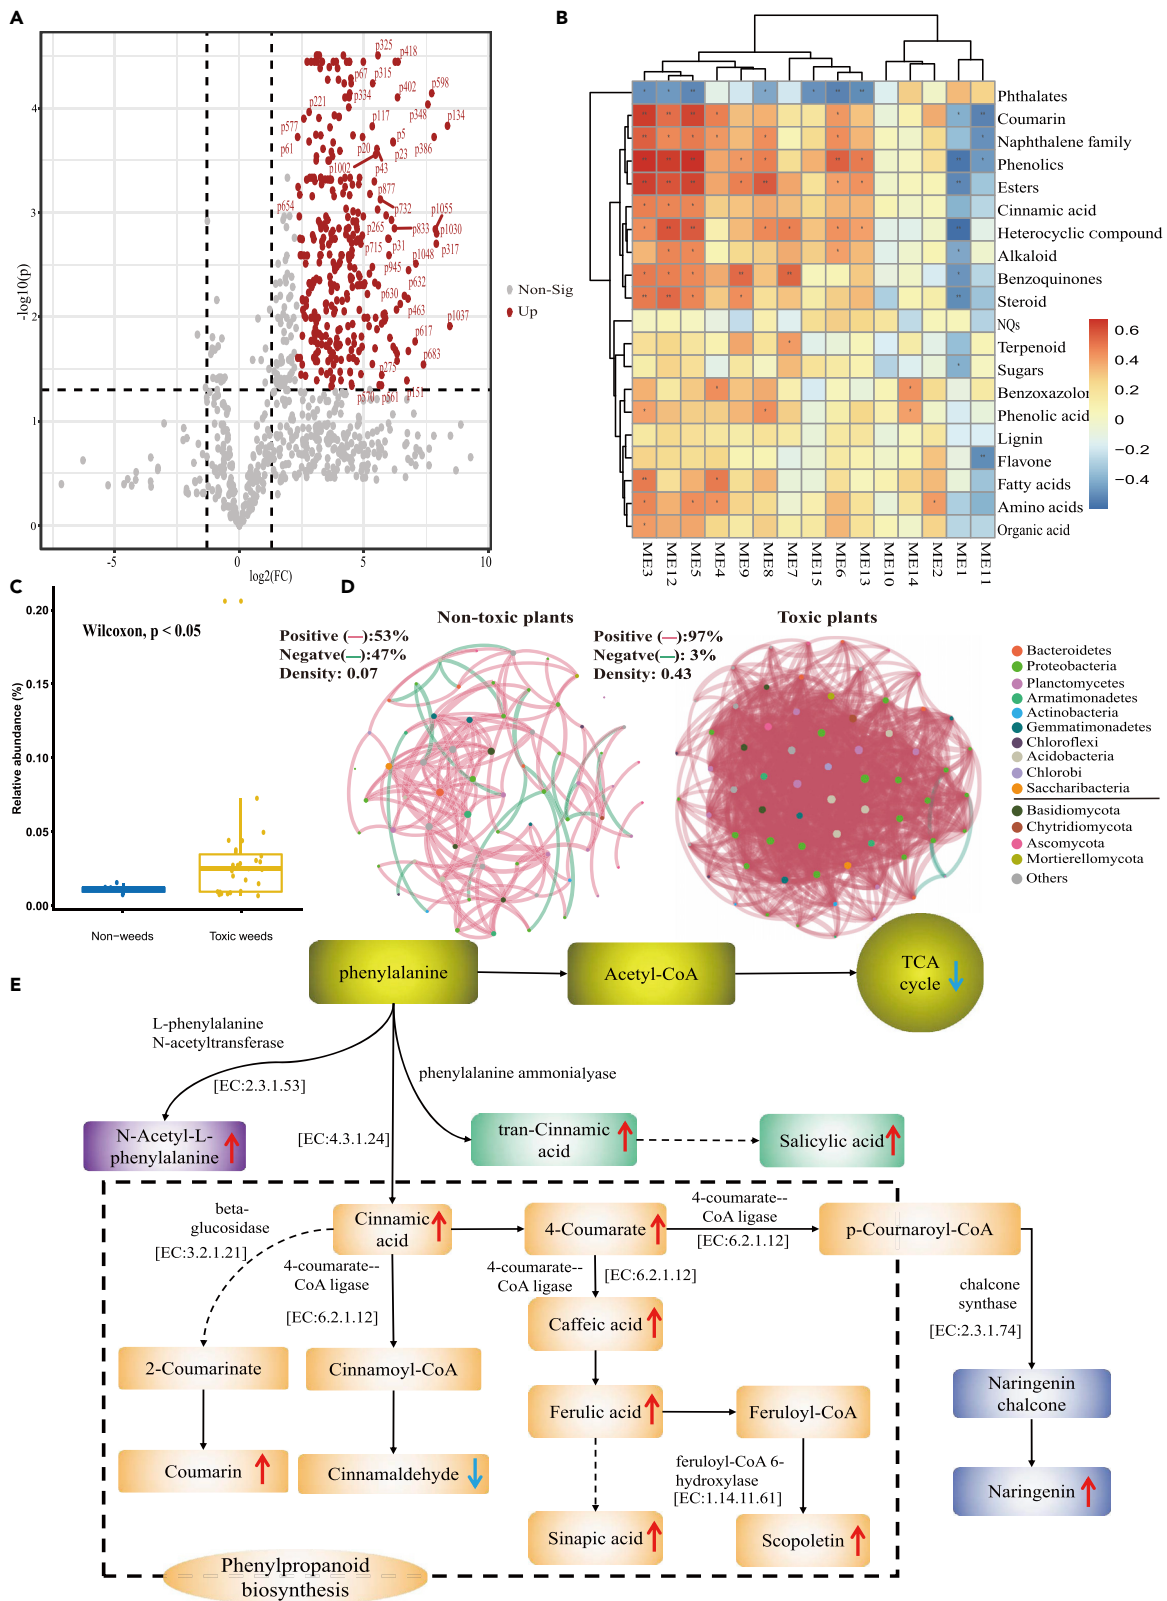 A
p325
p418
p67
p315
p334
p402
p598
p221
p348
p134
p577
p117
p5
p61
p20
p23
p386
p1002
p43
p877
p654
p732
p1055
p265
p833
p1030
p715
p31
p317
p1048
p945
p632
p630
p463
p1037
p617
p275
p683
p370
p561
p151
4
3
2
1
0
-log10(p)
-5
0
5
10
log2(FC)
Non-Sig
Up
B
Phthalates
Coumarin
Naphthalene family
Phenolics
Esters
Cinnamic acid
Heterocyclic compound
Alkaloid
Benzoquinones
Steroid
NQs
Terpenoid
Sugars
Benzoxazolon
Phenolic acid
Lignin
Flavone
Fatty acids
Amino acids
Organic acid
0.6
0.4
0.2
0
−0.2
−0.4
ME3
ME12
ME5
ME4
ME9
ME8
ME7
ME15
ME6
ME13
ME10
ME14
ME2
ME1
ME11
C
Wilcoxon, p < 0.05
Relative abundance (%)
0.20
0.15
0.10
0.05
0.00
Non−weeds
Toxic weeds
D
Non-toxic plants
Positive (—):53%
Negatve(—):47%
Density: 0.07
Toxic plants
Positive (—):97%
Negatve(—): 3%
Density: 0.43
Bacteroidetes
Proteobacteria
Planctomycetes
Armatimonadetes
Actinobacteria
Gemmatimonadetes
Chloroflexi
Acidobacteria
Chlorobi
Saccharibacteria
Basidiomycota
Chytridiomycota
Ascomycota
Mortierellomycota
Others
E
phenylalanine
Acetyl-CoA
TCA
cycle
L-phenylalanine
N-acetyltransferase
[EC:2.3.1.53]
phenylalanine ammonialyase
[EC:4.3.1.24]
N-Acetyl-L-
phenylalanine
tran-Cinnamic
acid
Salicylic acid
beta-
glucosidase
[EC:3.2.1.21]
Cinnamic
acid
4-Coumarate
4-coumarate--
CoA ligase
[EC:6.2.1.12]
p-Cournaroyl-CoA
4-coumarate--
CoA ligase
[EC:6.2.1.12]
4-coumarate--
CoA ligase
[EC:6.2.1.12]
chalcone
synthase
[EC:2.3.1.74]
Caffeic acid
2-Coumarinate
Cinnamoyl-CoA
Naringenin
chalcone
Ferulic acid
Feruloyl-CoA
Coumarin
Cinnamaldehyde
feruloyl-CoA 6-
hydroxylase
[EC:1.14.11.61]
Naringenin
Sinapic acid
Scopoletin
Phenylpropanoid
biosynthesis